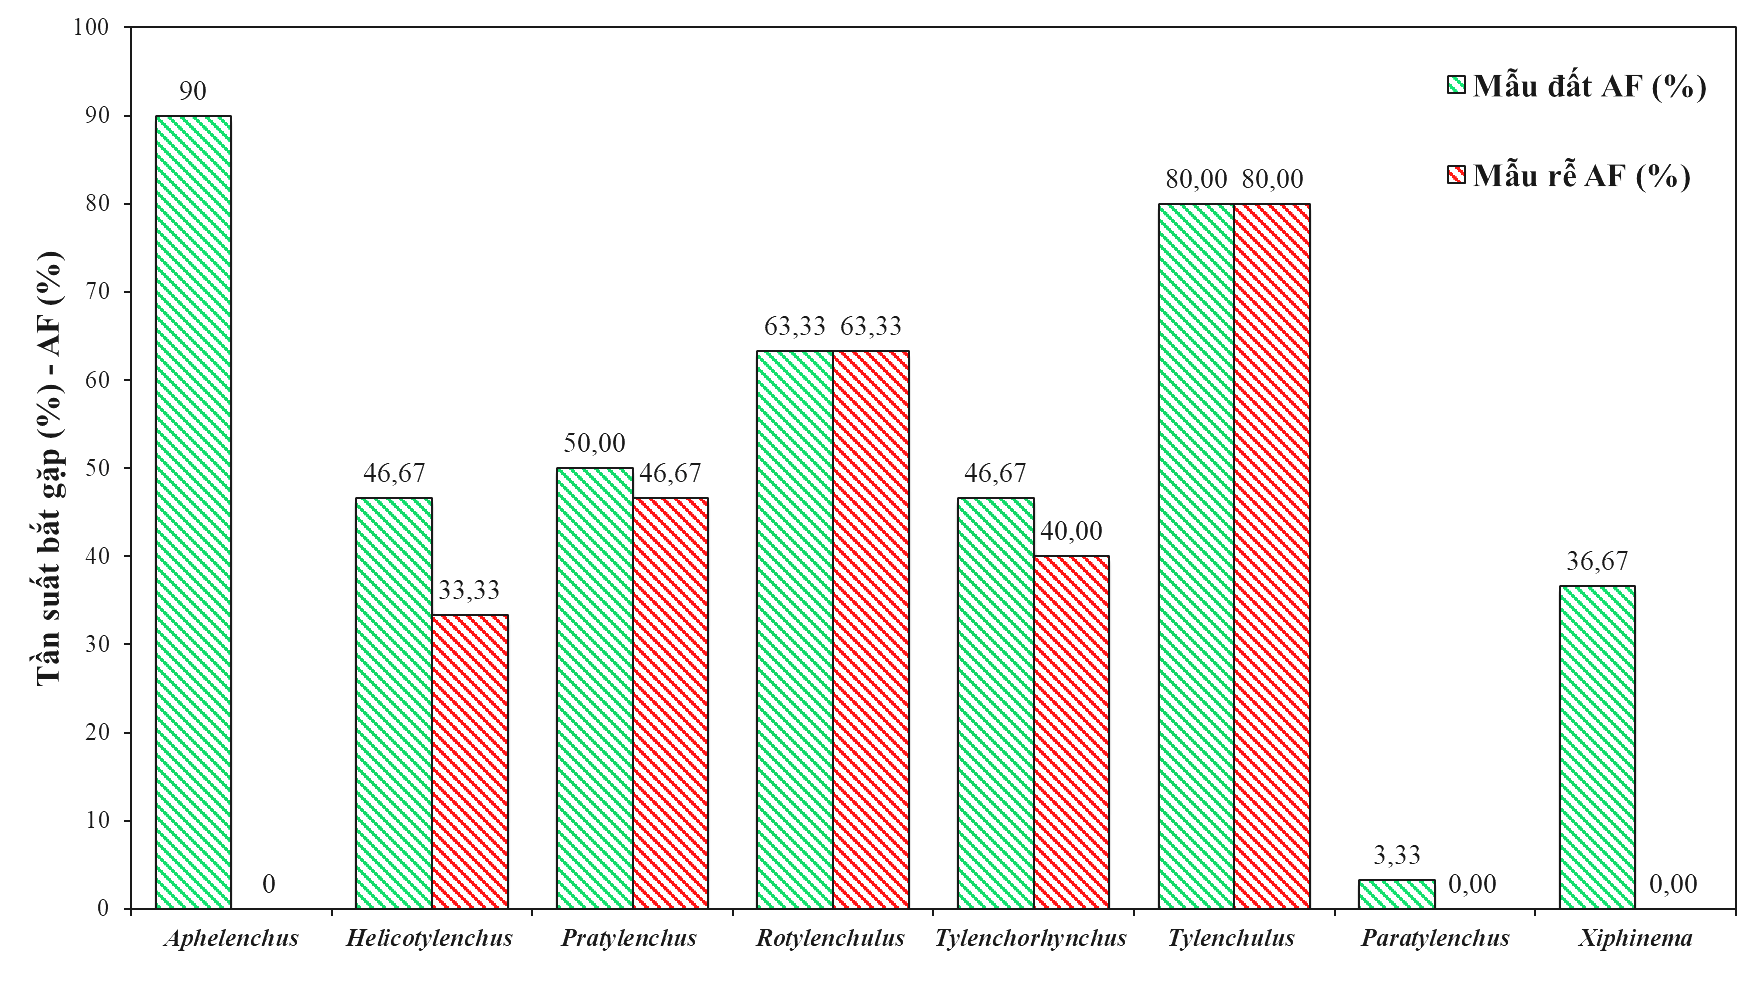 Tần suất bắt gặp (%) - AF (%)
100
90
80
70
60
50
40
30
20
10
0
Mẫu đất AF (%)
Mẫu rễ AF (%)
90
0
46,67
33,33
50,00
46,67
63,33
63,33
46,67
40,00
80,00
80,00
3,33
0,00
36,67
0,00
Aphelenchus
Helicotylenchus
Pratylenchus
Rotylenchulus
Tylenchorhynchus
Tylenchulus
Paratylenchus
Xiphinema